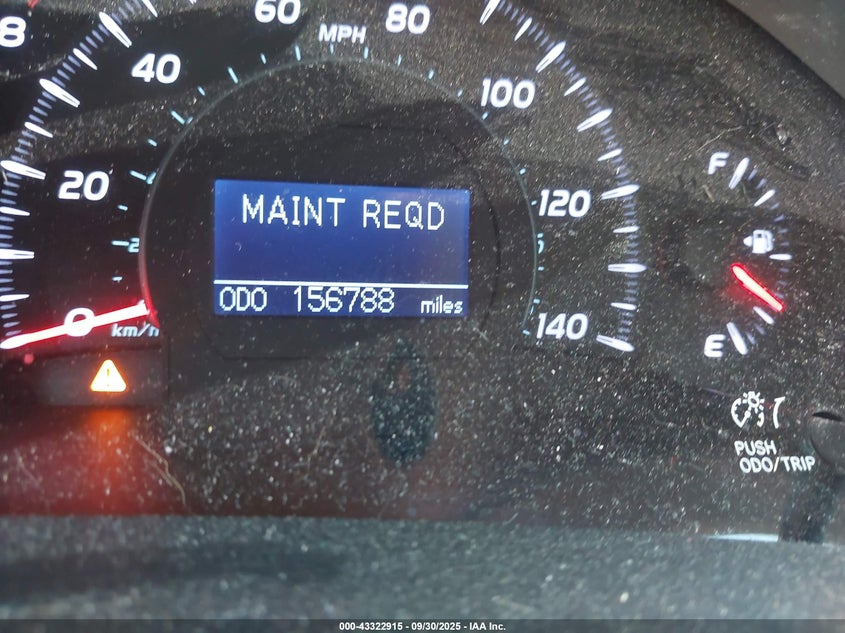 8
60
80
MPH
40
100
20
F
MAINT REQD
120
0
km/h
ODO 156788 miles
140
E
PUSH
ODO/TRIP
000-43322915 - 09/30/2025 - IAA Inc.